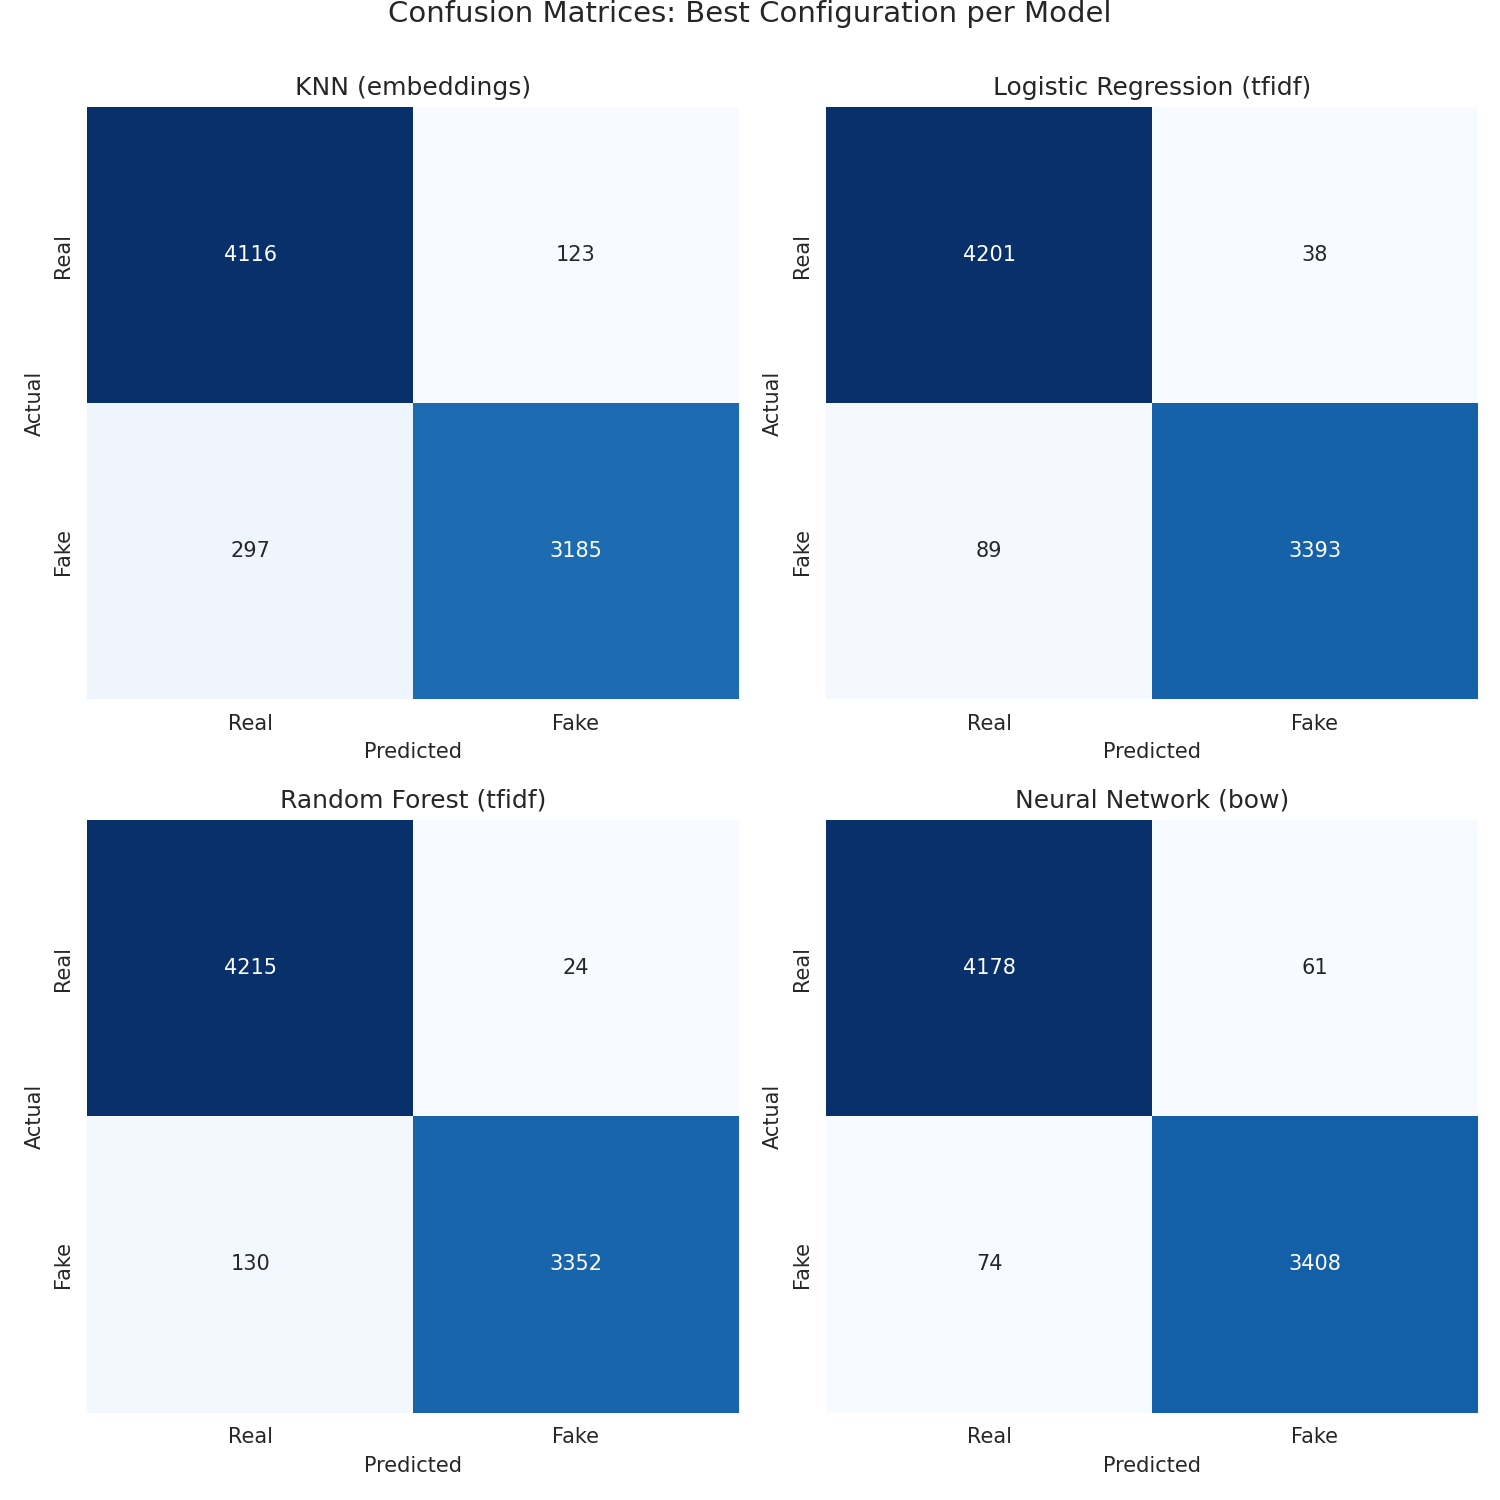 Confusion Matrices: Best Configuration per Model
KNN (embeddings)
Real
4116
123
Actual
Fake
297
3185
Real
Fake
Predicted
Logistic Regression (tfidf)
Real
4201
38
Actual
Fake
89
3393
Real
Fake
Predicted
Random Forest (tfidf)
Real
4215
24
Actual
Fake
130
3352
Real
Fake
Predicted
Neural Network (bow)
Real
4178
61
Actual
Fake
74
3408
Real
Fake
Predicted